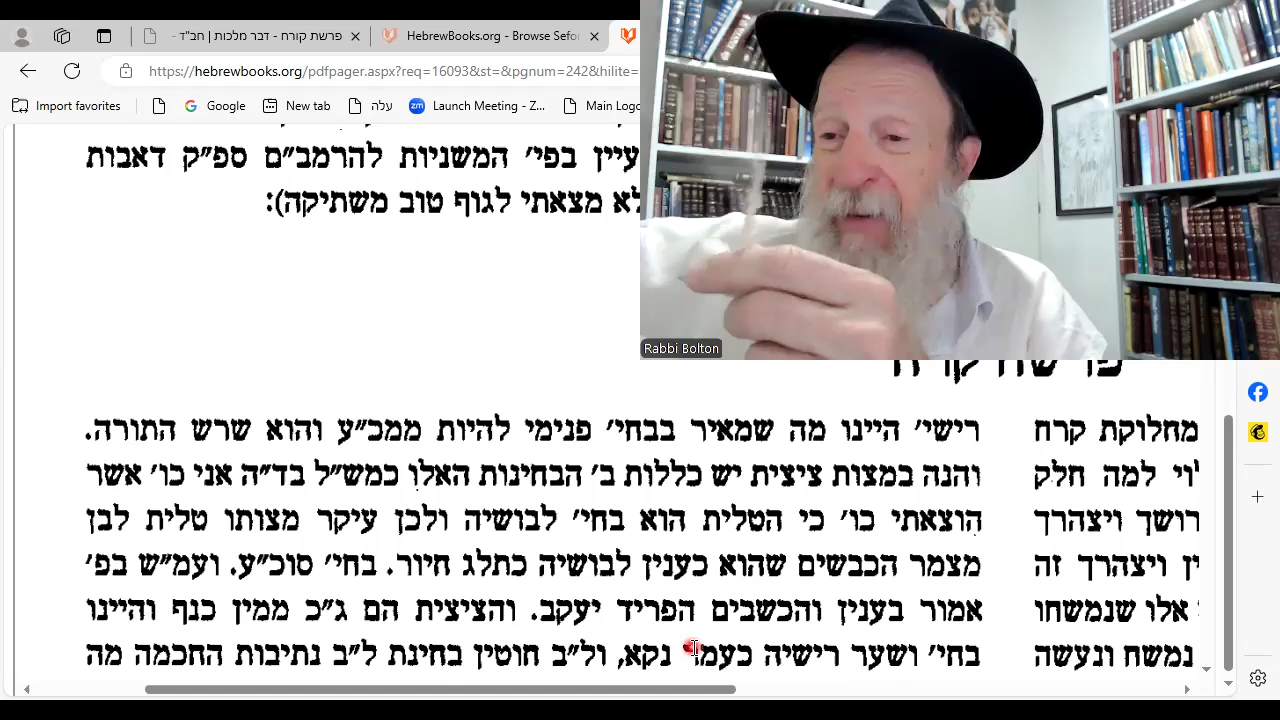 פרשת קורח - דבר מלכות | חב"ד -
HebrewBooks.org - Browse Sefor
https://hebrewbooks.org/pdfpager.aspx?req=16093&st=&pgnum=242&hilite=
Import favorites
Google
New tab
עלה
Launch Meeting - Z...
Main Logo
עיין בפי׳ המשניות להרמב״ם ספ״ק דאבות
לא מצאתי לגוף טוב משתיקה):
Rabbi Bolton
פרשת קרח
מחלוקת קרח
וי למה חלק
רושך ויצהרך
ין ויצהרך זה
אלו שנמשחו
נמשח ונעשה
רישי׳ היינו מה שמאיר בבחי׳ פנימי להיות ממכ״ע והוא שרש התורה.
והנה במצות ציצית יש כללות ב׳ הבחינות האלו כמש״ל בד״ה אני כו׳ אשר
הוצאתי כו׳ כי הטלית הוא בחי׳ לבושיה ולכן עיקר מצותו טלית לבן
מצמר הכבשים שהוא כענין לבושיה כתלג חיור. בחי׳ סוכ״ע. ועמ״ש בפ׳
אמור בענין והכשבים הפריד יעקב. והציצית הם ג״כ ממין כנף והיינו
בחי׳ ושער רישיה כעמר נקא, ול״ב חוטין בחינת ל״ב נתיבות החכמה מה